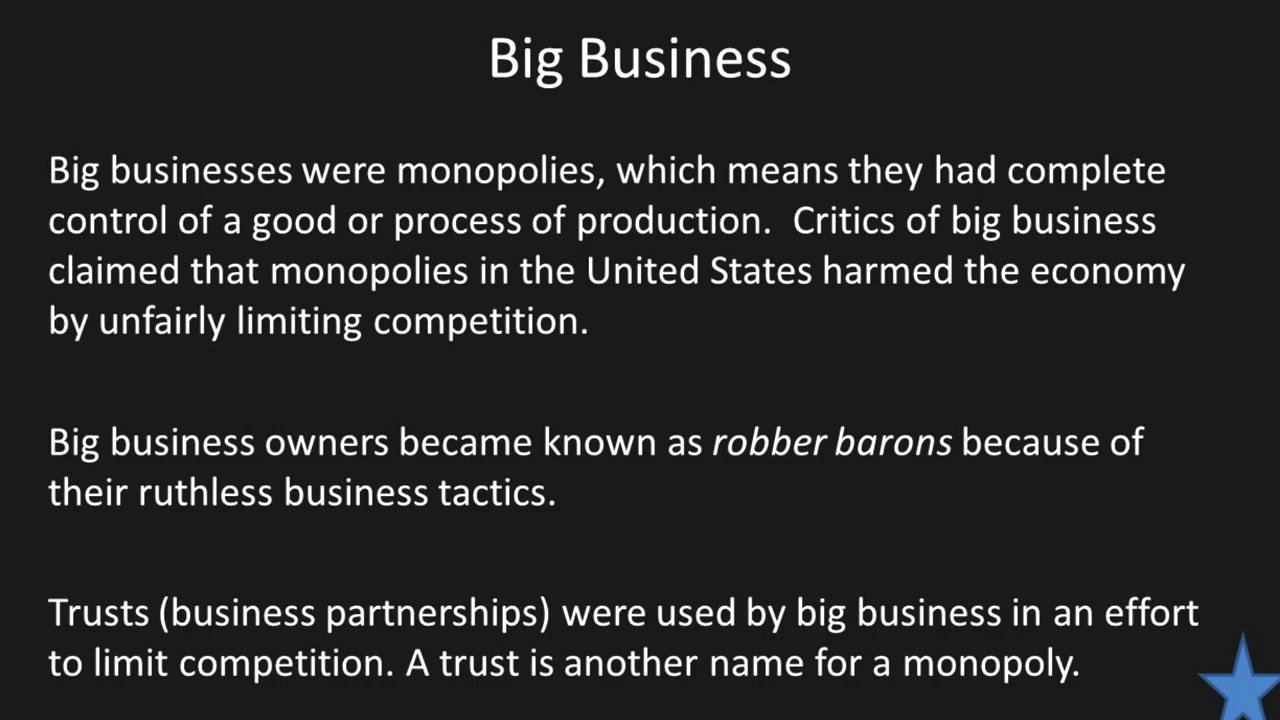 Big Business
Big businesses were monopolies, which means they had complete
control of a good or process of production.  Critics of big business
claimed that monopolies in the United States harmed the economy
by unfairly limiting competition.
Big business owners became known as robber barons because of
their ruthless business tactics.
Trusts (business partnerships) were used by big business in an effort
to limit competition. A trust is another name for a monopoly.